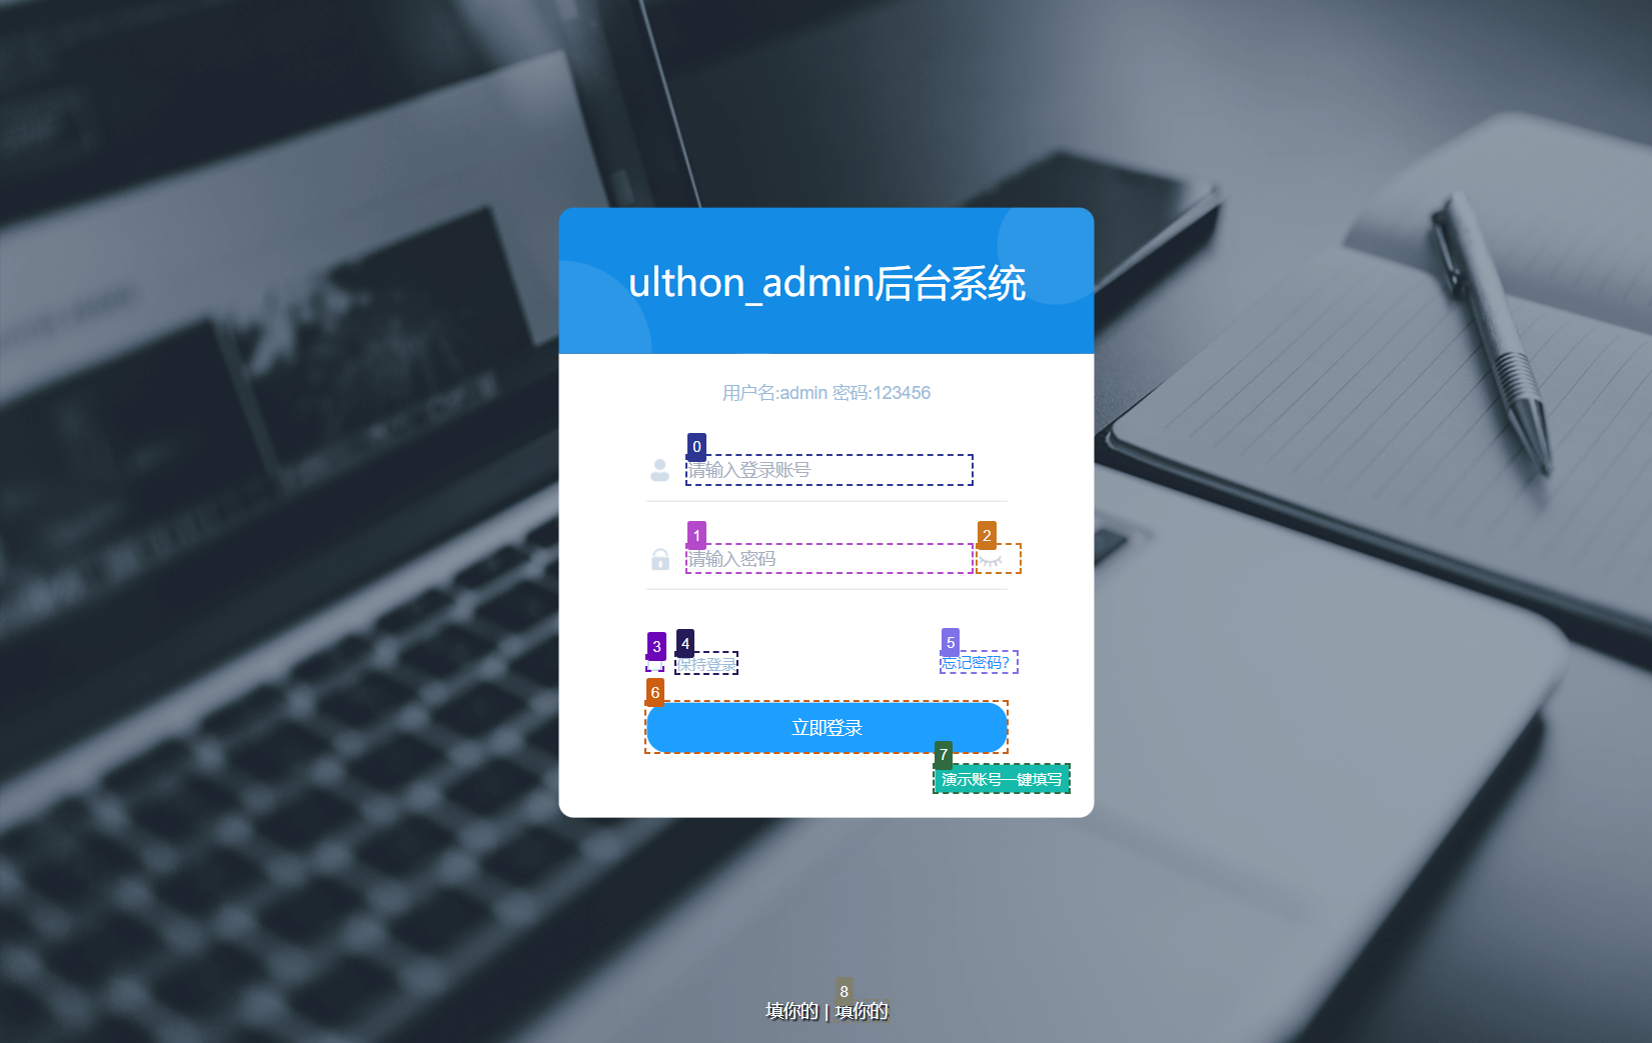 ulthon_admin后台系统
用户名:admin 密码:123456
0
请输入登录账号
1
2
请输入密码
3
4
5
保持登录
忘记密码?
6
立即登录
7
演示账号一键填写
8
填你的 | 填你的